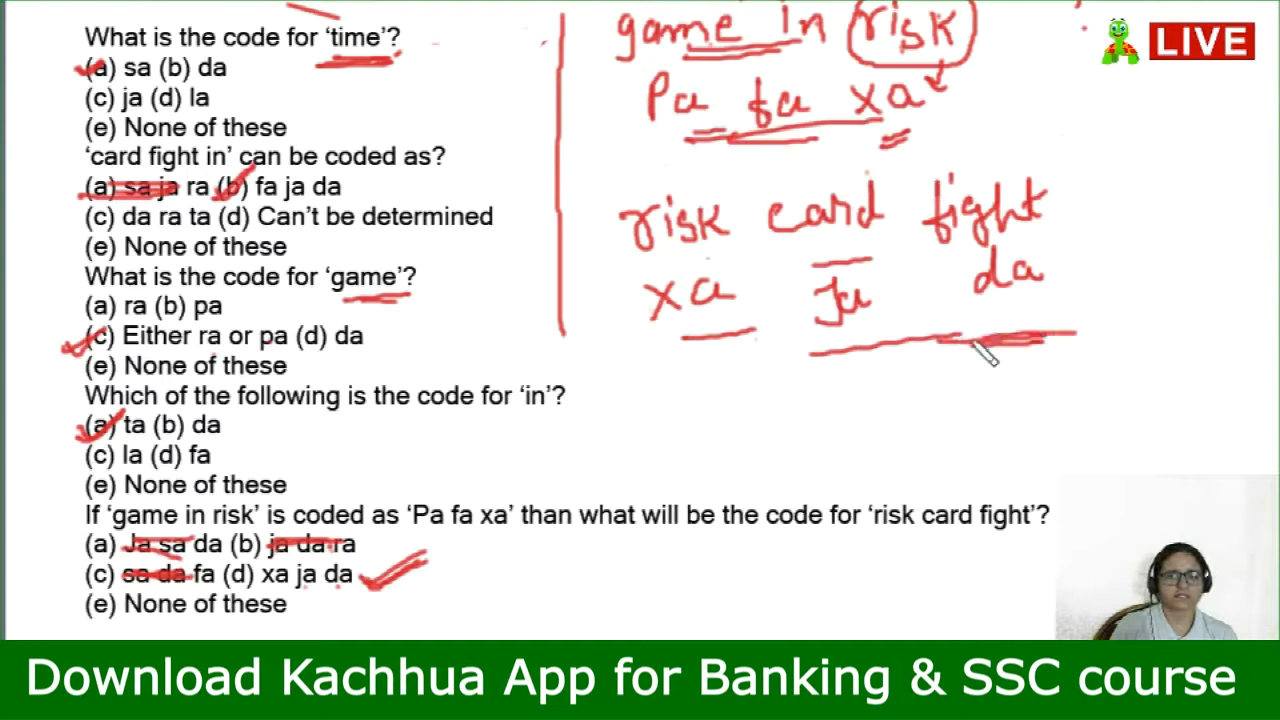 What is the code for ‘time’?
(a) sa (b) da
(c) ja (d) la
(e) None of these
‘card fight in’ can be coded as?
(a) sa ja ra (b) fa ja da
(c) da ra ta (d) Can’t be determined
(e) None of these
What is the code for ‘game’?
(a) ra (b) pa
(c) Either ra or pa (d) da
(e) None of these
Which of the following is the code for ‘in’?
(a) ta (b) da
(c) la (d) fa
(e) None of these
If ‘game in risk’ is coded as ‘Pa fa xa’ than what will be the code for ‘risk card fight’?
(a) Ja sa da (b) ja da ra
(c) sa da fa (d) xa ja da
(e) None of these
game in risk
Pa fa xa
risk card fight
xa Ja da
LIVE
Download Kachhua App for Banking & SSC course